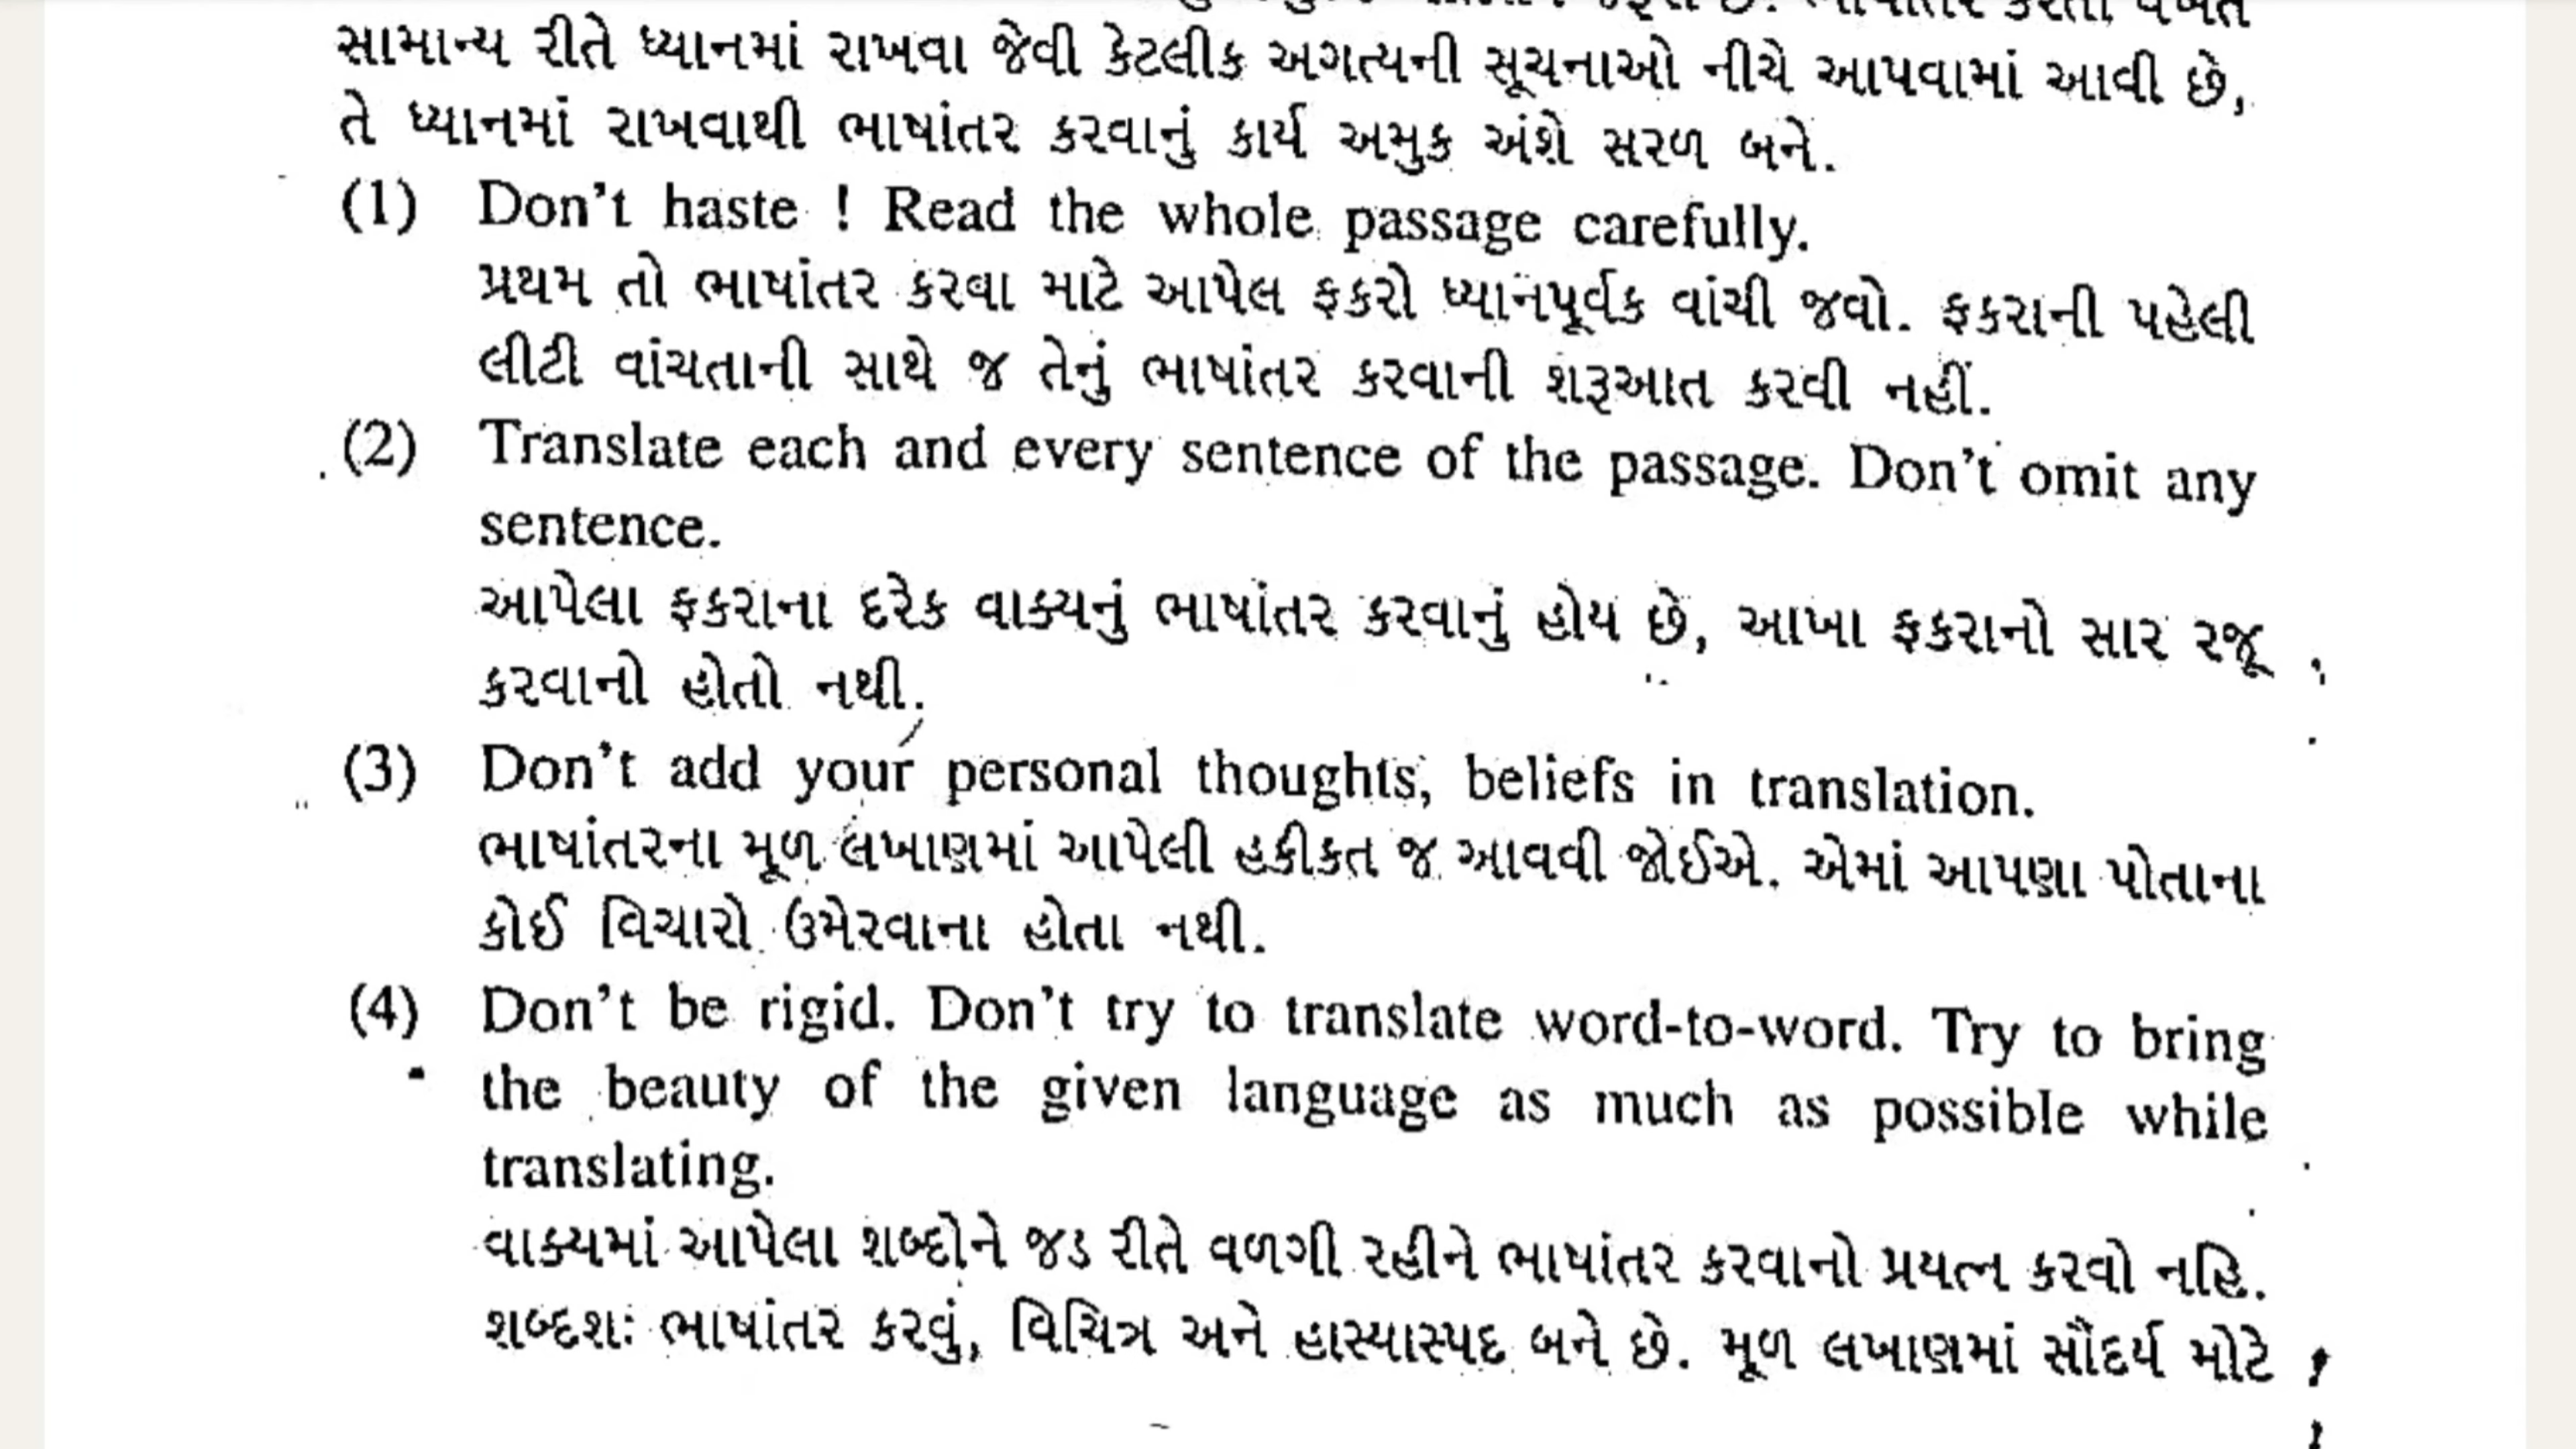 ભાષાંતર કરતી વખત
સામાન્ય રીતે ધ્યાનમાં રાખવા જેવી કેટલીક અગત્યની સૂચનાઓ નીચે આપવામાં આવી છે,
તે ધ્યાનમાં રાખવાથી ભાષાંતર કરવાનું કાર્ય અમુક અંશે સરળ બને.
(1) Don't haste ! Read the whole passage carefully.
પ્રથમ તો ભાષાંતર કરવા માટે આપેલ ફકરો ધ્યાનપૂર્વક વાંચી જવો. ફકરાની પહેલી
લીટી વાંચતાની સાથે જ તેનું ભાષાંતર કરવાની શરૂઆત કરવી નહીં.
(2) Translate each and every sentence of the passage. Don't omit any
sentence.
આપેલા ફકરાના દરેક વાક્યનું ભાષાંતર કરવાનું હોય છે, આખા ફકરાનો સાર રજૂ
કરવાનો હોતો નથી.
(3) Don't add your personal thoughts, beliefs in translation.
ભાષાંતરના મૂળ લખાણમાં આપેલી હકીકત જ આવવી જોઈએ. એમાં આપણા પોતાના
કોઈ વિચારો ઉમેરવાના હોતા નથી.
(4) Don't be rigid. Don't try to translate word-to-word. Try to bring
the beauty of the given language as much as possible while
translating.
વાક્યમાં આપેલા શબ્દોને જડ રીતે વળગી રહીને ભાષાંતર કરવાનો પ્રયત્ન કરવો નહિ.
શબ્દશઃ ભાષાંતર કરવું, વિચિત્ર અને હાસ્યાસ્પદ બને છે. મૂળ લખાણમાં સૌંદર્ય મોટે